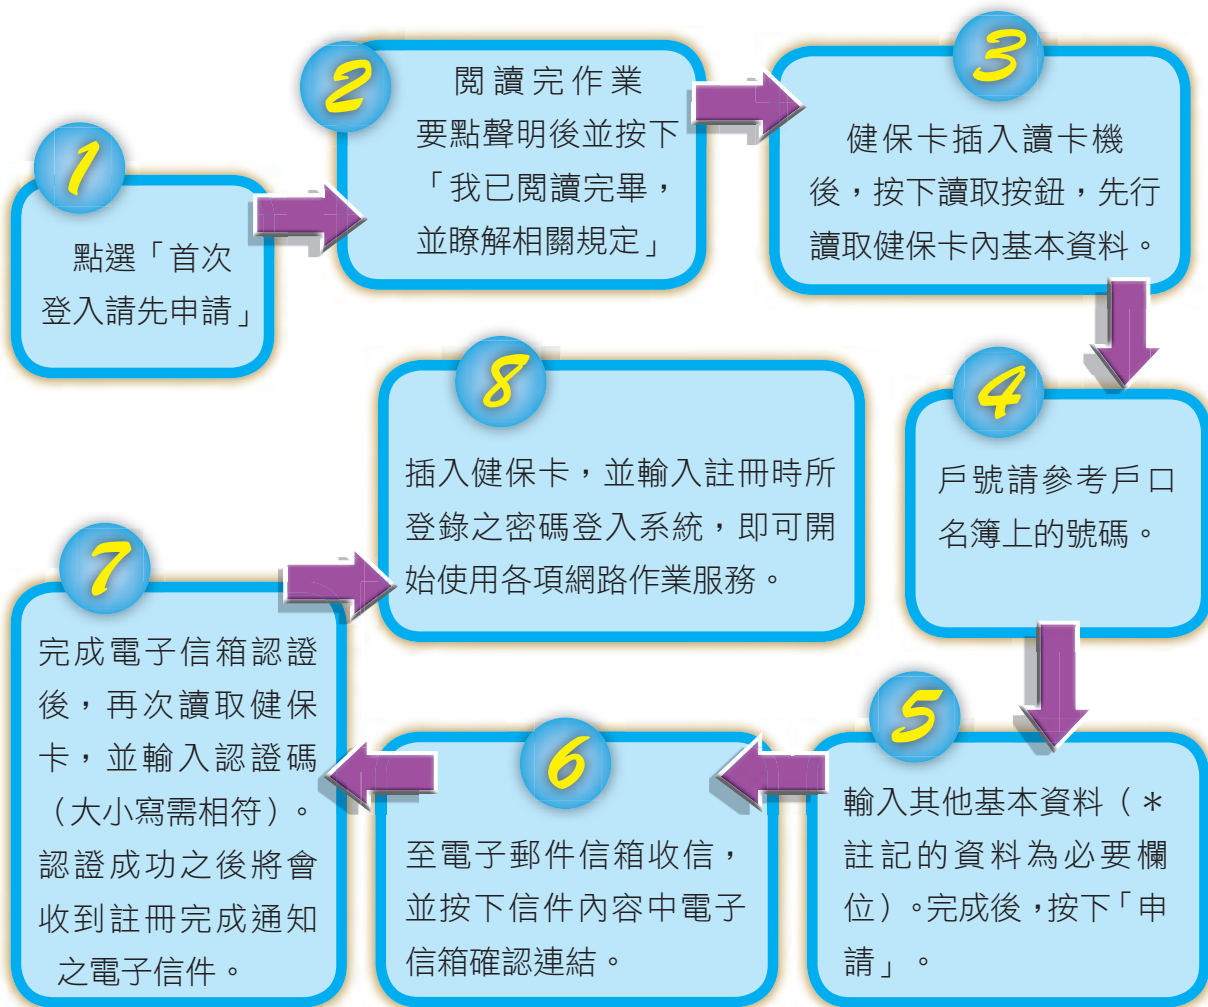 1
點選「首次
登入請先申請」
2
閱讀完作業
要點聲明後並按下
「我已閱讀完畢，
並瞭解相關規定」
3
健保卡插入讀卡機
後，按下讀取按鈕，先行
讀取健保卡內基本資料。
4
戶號請參考戶口
名簿上的號碼。
5
輸入其他基本資料（＊
註記的資料為必要欄
位）。完成後，按下「申
請」。
6
至電子郵件信箱收信，
並按下信件內容中電子
信箱確認連結。
7
完成電子信箱認證
後，再次讀取健保
卡，並輸入認證碼
（大小寫需相符）。
認證成功之後將會
收到註冊完成通知
之電子信件。
8
插入健保卡，並輸入註冊時所
登錄之密碼登入系統，即可開
始使用各項網路作業服務。